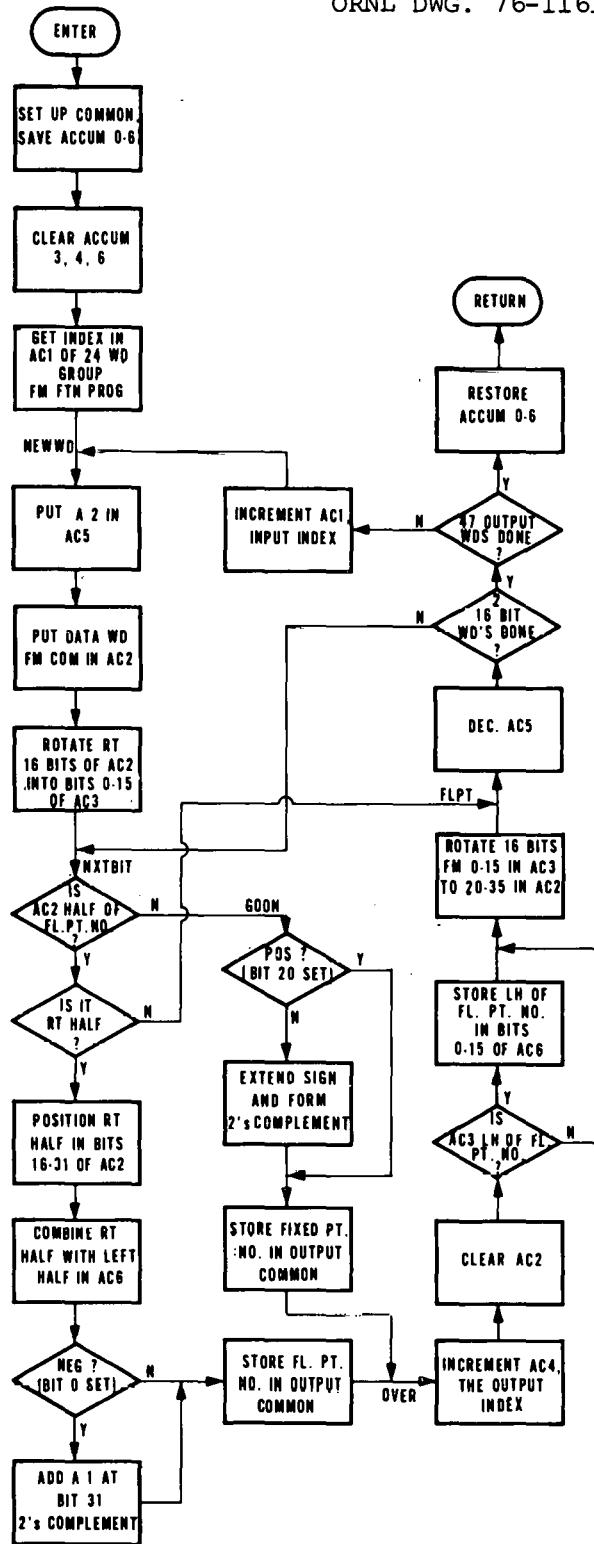 ORNL DWG. 76-116
ENTER
SET UP COMMON,
SAVE ACCUM 0-6
CLEAR ACCUM
3, 4, 6
GET INDEX IN
AC1 OF 24 WD
GROUP
FM FTN PROG
NEWWD
PUT A 2 IN
AC5
PUT DATA WD
FM COM IN AC2
ROTATE RT
16 BITS OF AC2
INTO BITS 0-15
OF AC3
NXTBIT
IS
AC2 HALF OF
FL.PT.NO.
?
N
Y
IS IT
RT HALF
?
N
Y
POSITION RT
HALF IN BITS
16-31 OF AC2
COMBINE RT
HALF WITH LEFT
HALF IN AC6
NEG ?
(BIT 0 SET)
N
Y
ADD A 1 AT
BIT 31
2's COMPLEMENT
GOON
POS ?
(BIT 20 SET)
Y
N
EXTEND SIGN
AND FORM
2's COMPLEMENT
STORE FIXED PT.
NO. IN OUTPUT
COMMON
STORE FL. PT.
NO. IN OUTPUT
COMMON
OVER
INCREMENT AC4,
THE OUTPUT
INDEX
CLEAR AC2
IS
AC3 LH OF FL
PT. NO.
?
N
Y
STORE LH OF
FL. PT. NO.
IN BITS
0-15 OF AC6
ROTATE 16 BITS
FM 0-15 IN AC3
TO 20-35 IN AC2
FLPT
DEC. AC5
2
16 BIT
WD'S DONE
?
N
Y
47 OUTPUT
WDS DONE
?
N
Y
INCREMENT AC1,
INPUT INDEX
RESTORE
ACCUM 0-6
RETURN